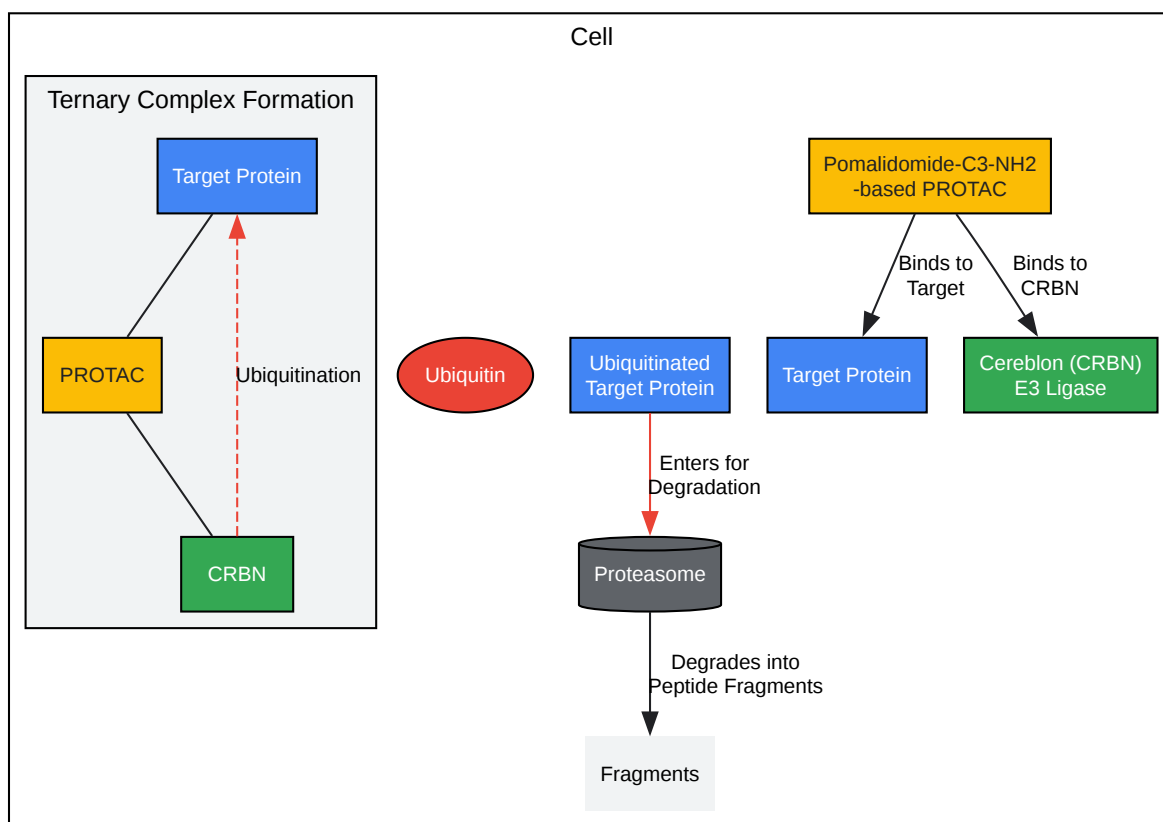 Cell
Ternary Complex Formation
Target Protein
PROTAC
Ubiquitination
CRBN
Ubiquitin
Ubiquitinated
Target Protein
Enters for
Degradation
Proteasome
Degrades into
Peptide Fragments
Fragments
Pomalidomide-C3-NH2
-based PROTAC
Binds to
Target
Binds to
CRBN
Target Protein
Cereblon (CRBN)
E3 Ligase